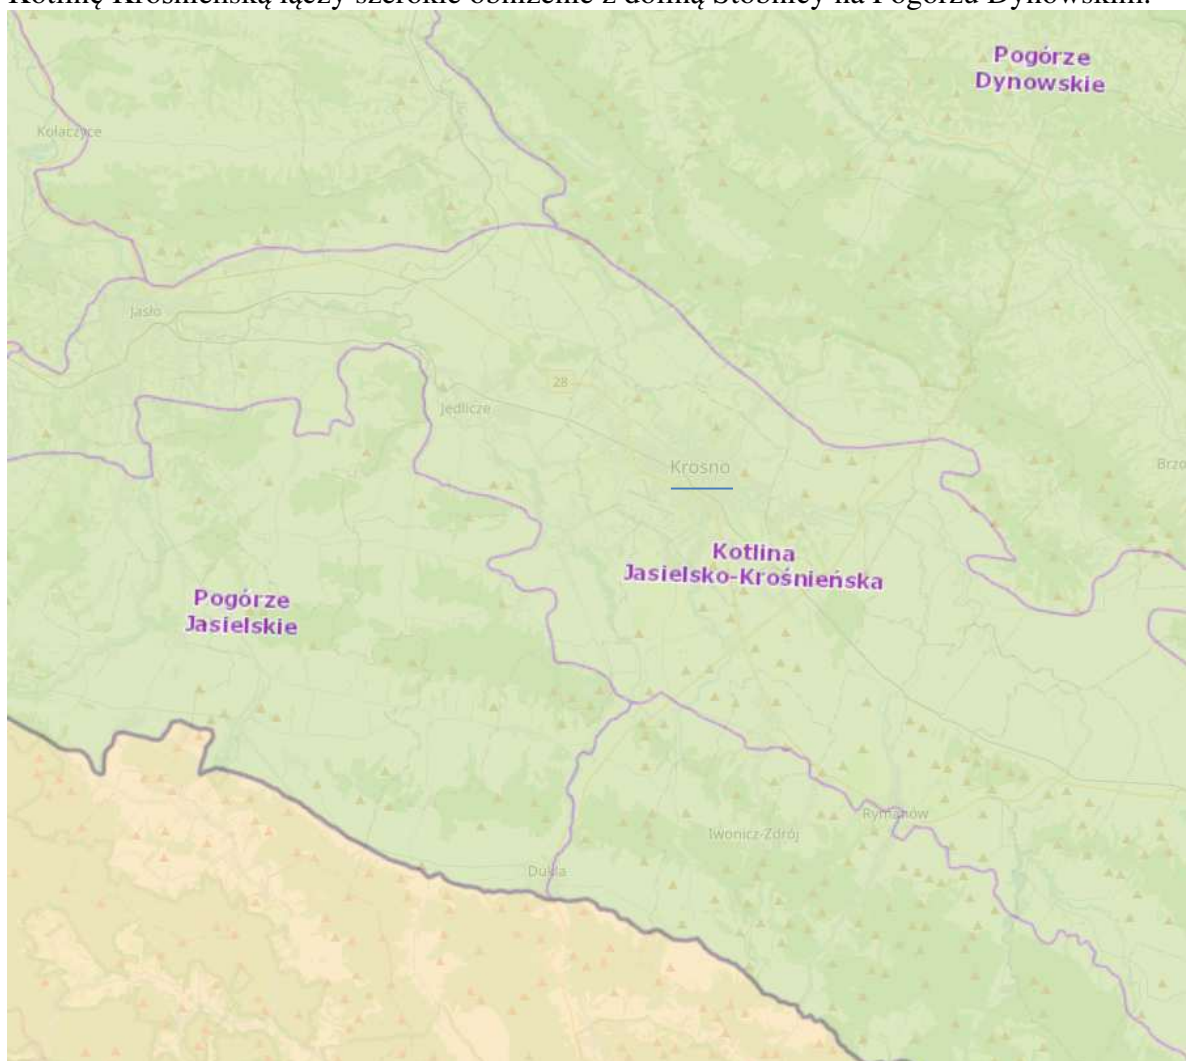 Kotlinę Krośnieńską łączy szerokie obniżenie z doliną Stobnicy na Pogórzu Dynowskim.
Pogórze
Dynowskie
Kołaczyce
Jasło
28
Jedlicze
Krosno
Brzo
Kotlina
Jasielsko-Krośnieńska
Pogórze
Jasielskie
Rymanów
Iwonicz-Zdrój
Dukla